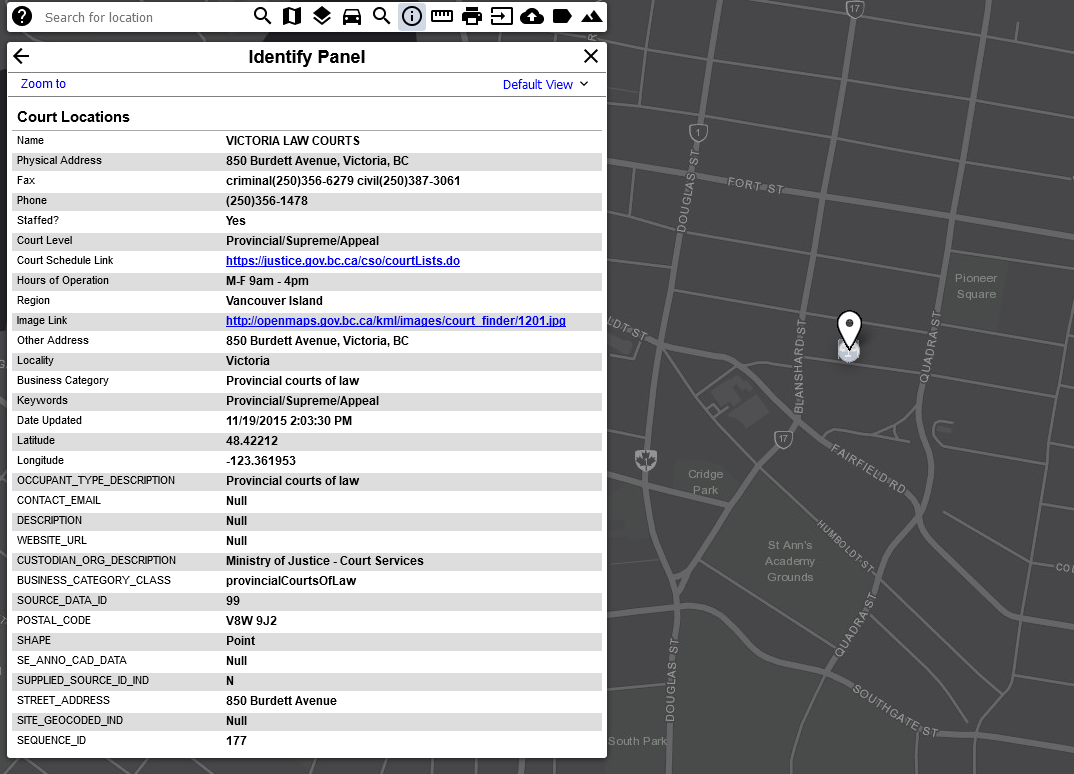 Search for location
Identify Panel
Zoom to
Default View
Court Locations
Name VICTORIA LAW COURTS
Physical Address 850 Burdett Avenue, Victoria, BC
Fax criminal(250)356-6279 civil(250)387-3061
Phone (250)356-1478
Staffed? Yes
Court Level Provincial/Supreme/Appeal
Court Schedule Link https://justice.gov.bc.ca/cso/courtLists.do
Hours of Operation M-F 9am - 4pm
Region Vancouver Island
Image Link http://openmaps.gov.bc.ca/kml/images/court_finder/1201.jpg
Other Address 850 Burdett Avenue, Victoria, BC
Locality Victoria
Business Category Provincial courts of law
Keywords Provincial/Supreme/Appeal
Date Updated 11/19/2015 2:03:30 PM
Latitude 48.42212
Longitude -123.361953
OCCUPANT_TYPE_DESCRIPTION Provincial courts of law
CONTACT_EMAIL Null
DESCRIPTION Null
WEBSITE_URL Null
CUSTODIAN_ORG_DESCRIPTION Ministry of Justice - Court Services
BUSINESS_CATEGORY_CLASS provincialCourtsOfLaw
SOURCE_DATA_ID 99
POSTAL_CODE V8W 9J2
SHAPE Point
SE_ANNO_CAD_DATA Null
SUPPLIED_SOURCE_ID_IND N
STREET_ADDRESS 850 Burdett Avenue
SITE_GEOCODED_IND Null
SEQUENCE_ID 177
17
1
DOUGLAS ST
FORT ST
Pioneer
Square
LDT ST
BLANSHARD ST
QUADRA ST
17
FAIRFIELD RD
Cridge
Park
HUMBOLDT ST
St Ann's
Academy
Grounds
CO
QUADRA ST
DOUGLAS ST
SOUTHGATE ST
South Park